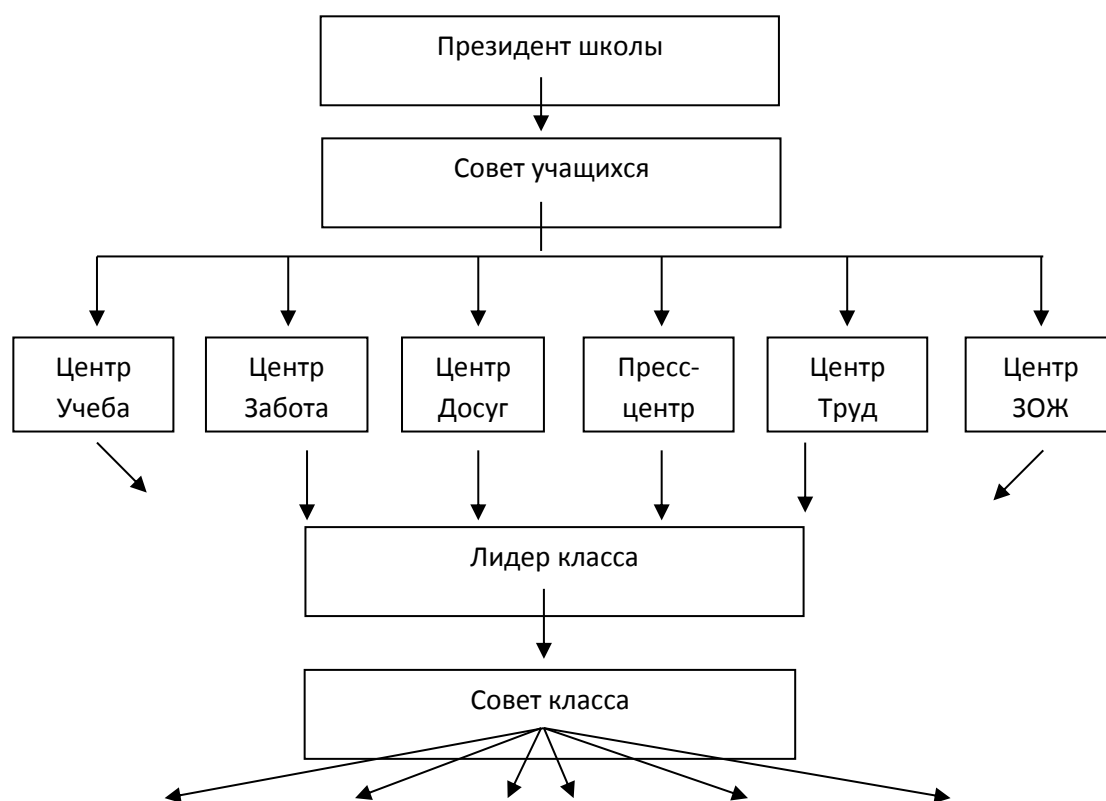 Президент школы
Совет учащихся
Центр
Учеба
Центр
Забота
Центр
Досуг
Пресс-
центр
Центр
Труд
Центр
ЗОЖ
Лидер класса
Совет класса